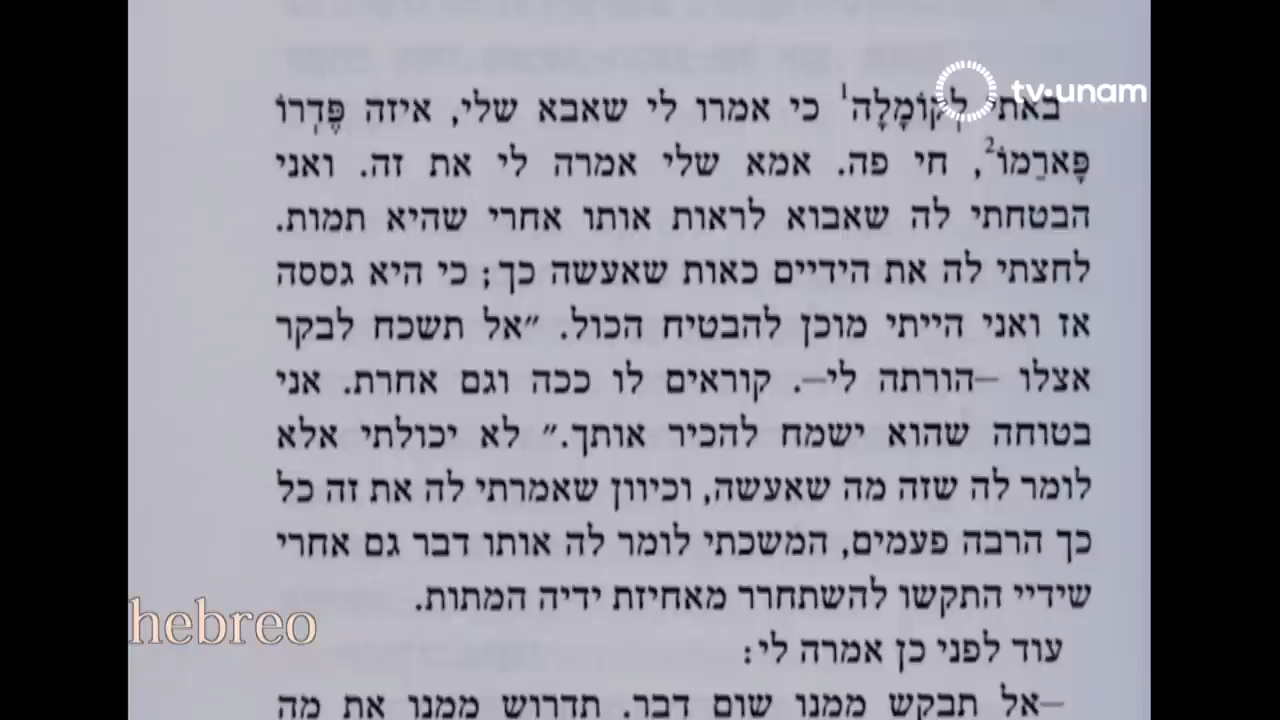 tv·unam
באתי לְקוֹמָלָה¹ כי אמרו לי שאבא שלי, איזה פֶּדְרוֹ
פָּארַמוֹ², חי פה. אמא שלי אמרה לי את זה. ואני
הבטחתי לה שאבוא לראות אותו אחרי שהיא תמות.
לחצתי לה את הידיים כאות שאעשה כך; כי היא גססה
אז ואני הייתי מוכן להבטיח הכול. ״אל תשכח לבקר
אצלו –הורתה לי–. קוראים לו ככה וגם אחרת. אני
בטוחה שהוא ישמח להכיר אותך.״ לא יכולתי אלא
לומר לה שזה מה שאעשה, וכיוון שאמרתי לה את זה כל
כך הרבה פעמים, המשכתי לומר לה אותו דבר גם אחרי
שידיי התקשו להשתחרר מאחיזת ידיה המתות.
hebreo
עוד לפני כן אמרה לי:
–אל תבקש ממנו שום דבר. תדרוש ממנו את מה